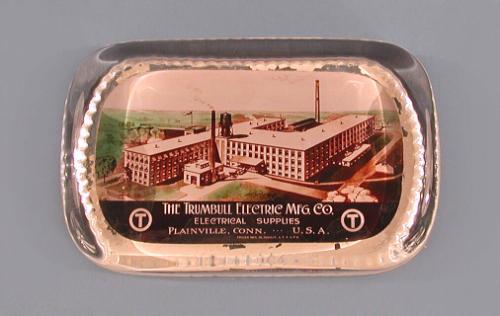 THE TRUMBULL ELECTRIC MFG. CO.
ELECTRICAL SUPPLIES
T T
PLAINVILLE, CONN. ... U.S.A.